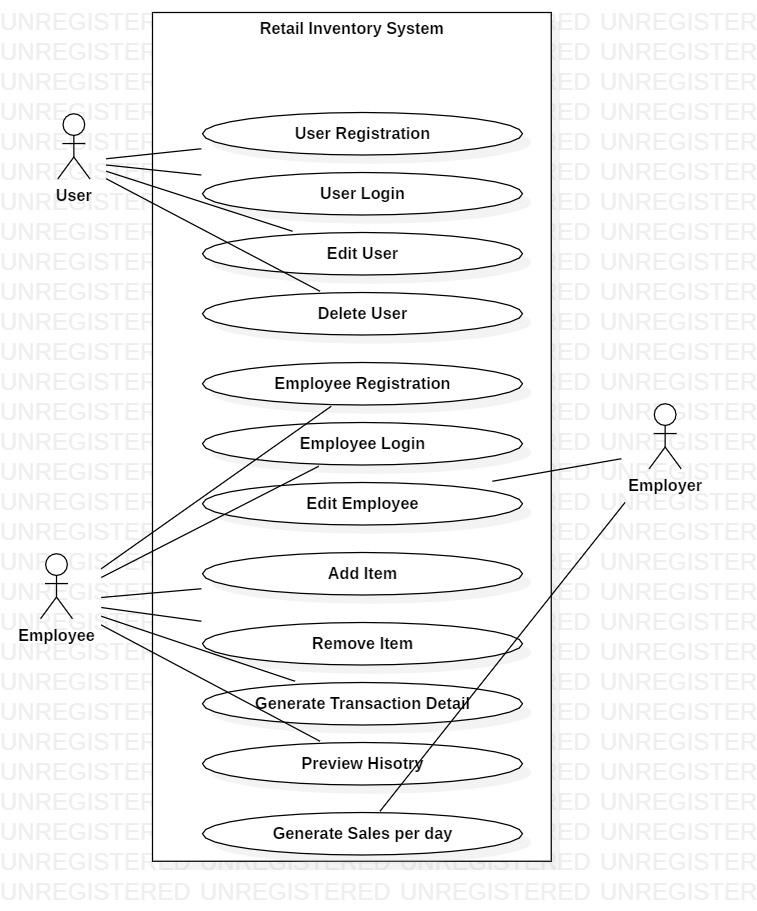 Retail Inventory System
User Registration
User Login
User
Edit User
Delete User
Employee Registration
Employee Login
Employer
Edit Employee
Add Item
Employee
Remove Item
Generate Transaction Detail
Preview Hisotry
Generate Sales per day
UNREGISTERED UNREGISTERED UNREGISTERED UNREGISTERED